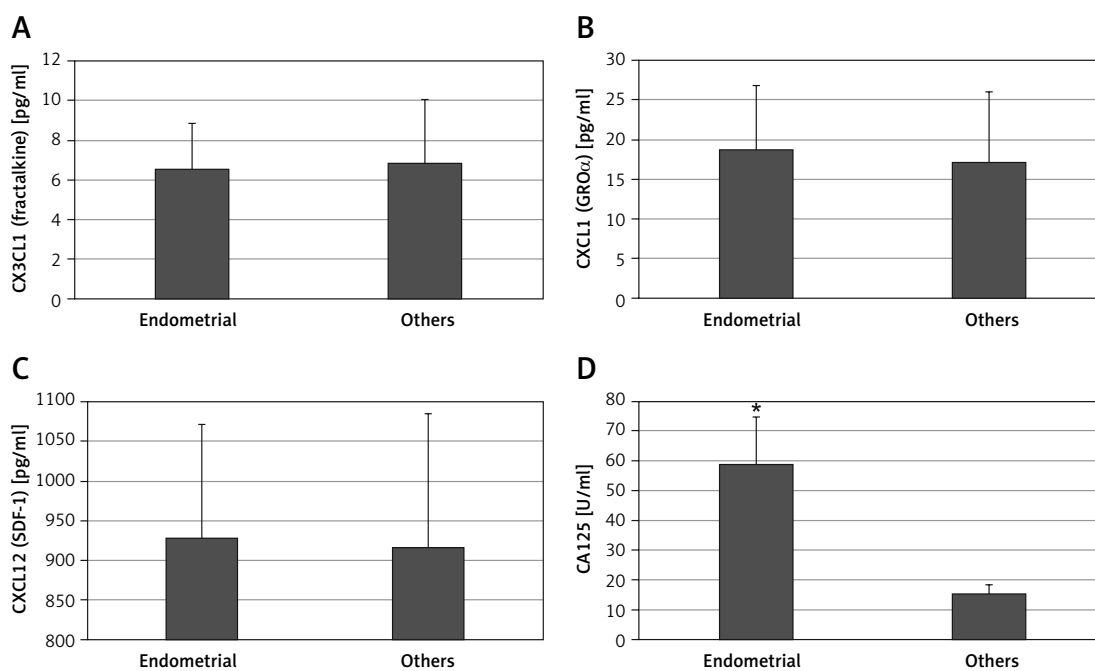 A
CX3CL1 (fractalkine) [pg/ml]
12
10
8
6
4
2
0
Endometrial Others
B
CXCL1 (GROα) [pg/ml]
30
25
20
15
10
5
0
Endometrial Others
C
CXCL12 (SDF-1) [pg/ml]
1100
1050
1000
950
900
850
800
Endometrial Others
D
CA125 [U/ml]
80
70
60
50
40
30
20
10
0
*
Endometrial Others